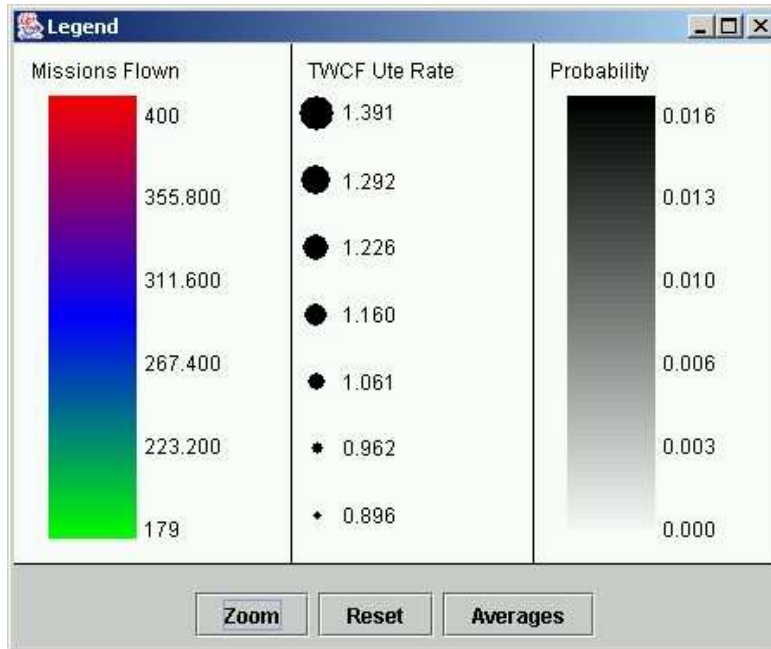 Legend
Missions Flown
400
355.800
311.600
267.400
223.200
179
TWCF Ute Rate
1.391
1.292
1.226
1.160
1.061
0.962
0.896
Probability
0.016
0.013
0.010
0.006
0.003
0.000
Zoom
Reset
Averages